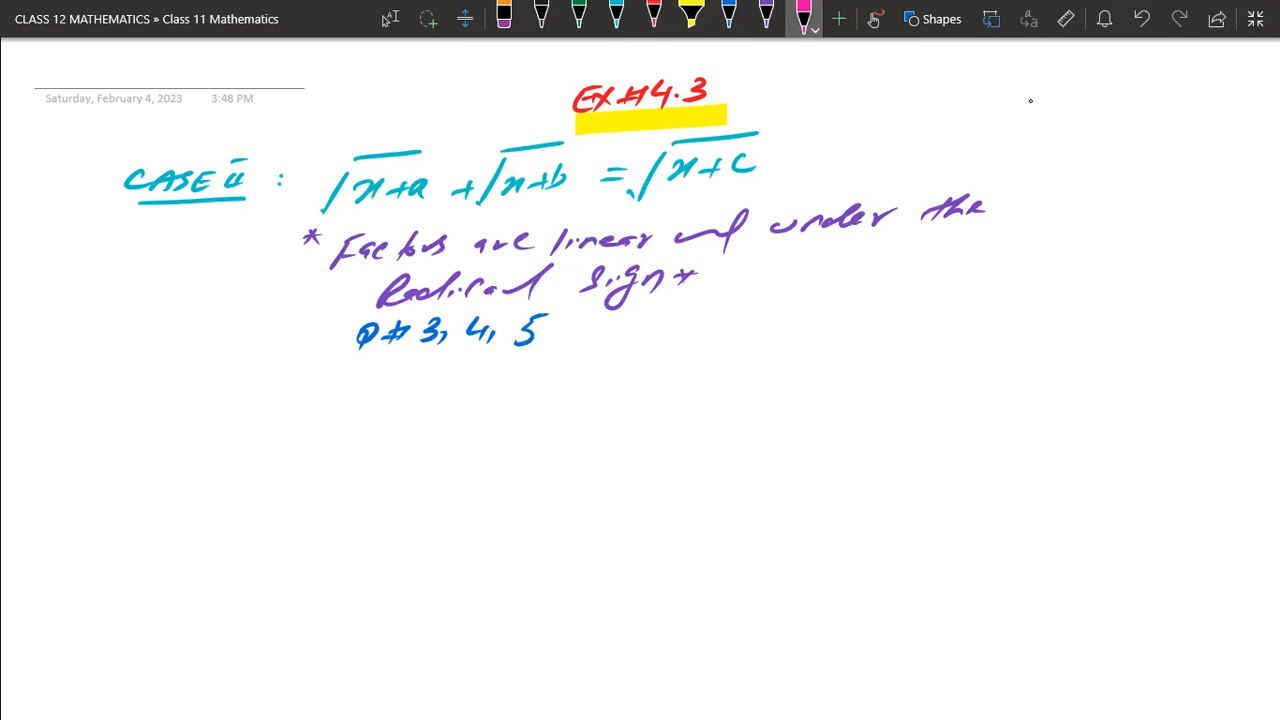 CLASS 12 MATHEMATICS » Class 11 Mathematics
Shapes
Saturday, February 4, 2023 3:48 PM
EX # 4.3
CASE ii : √x+a + √x+b = √x+c
* Factors are linear and under the
Radical sign *
Q # 3, 4, 5